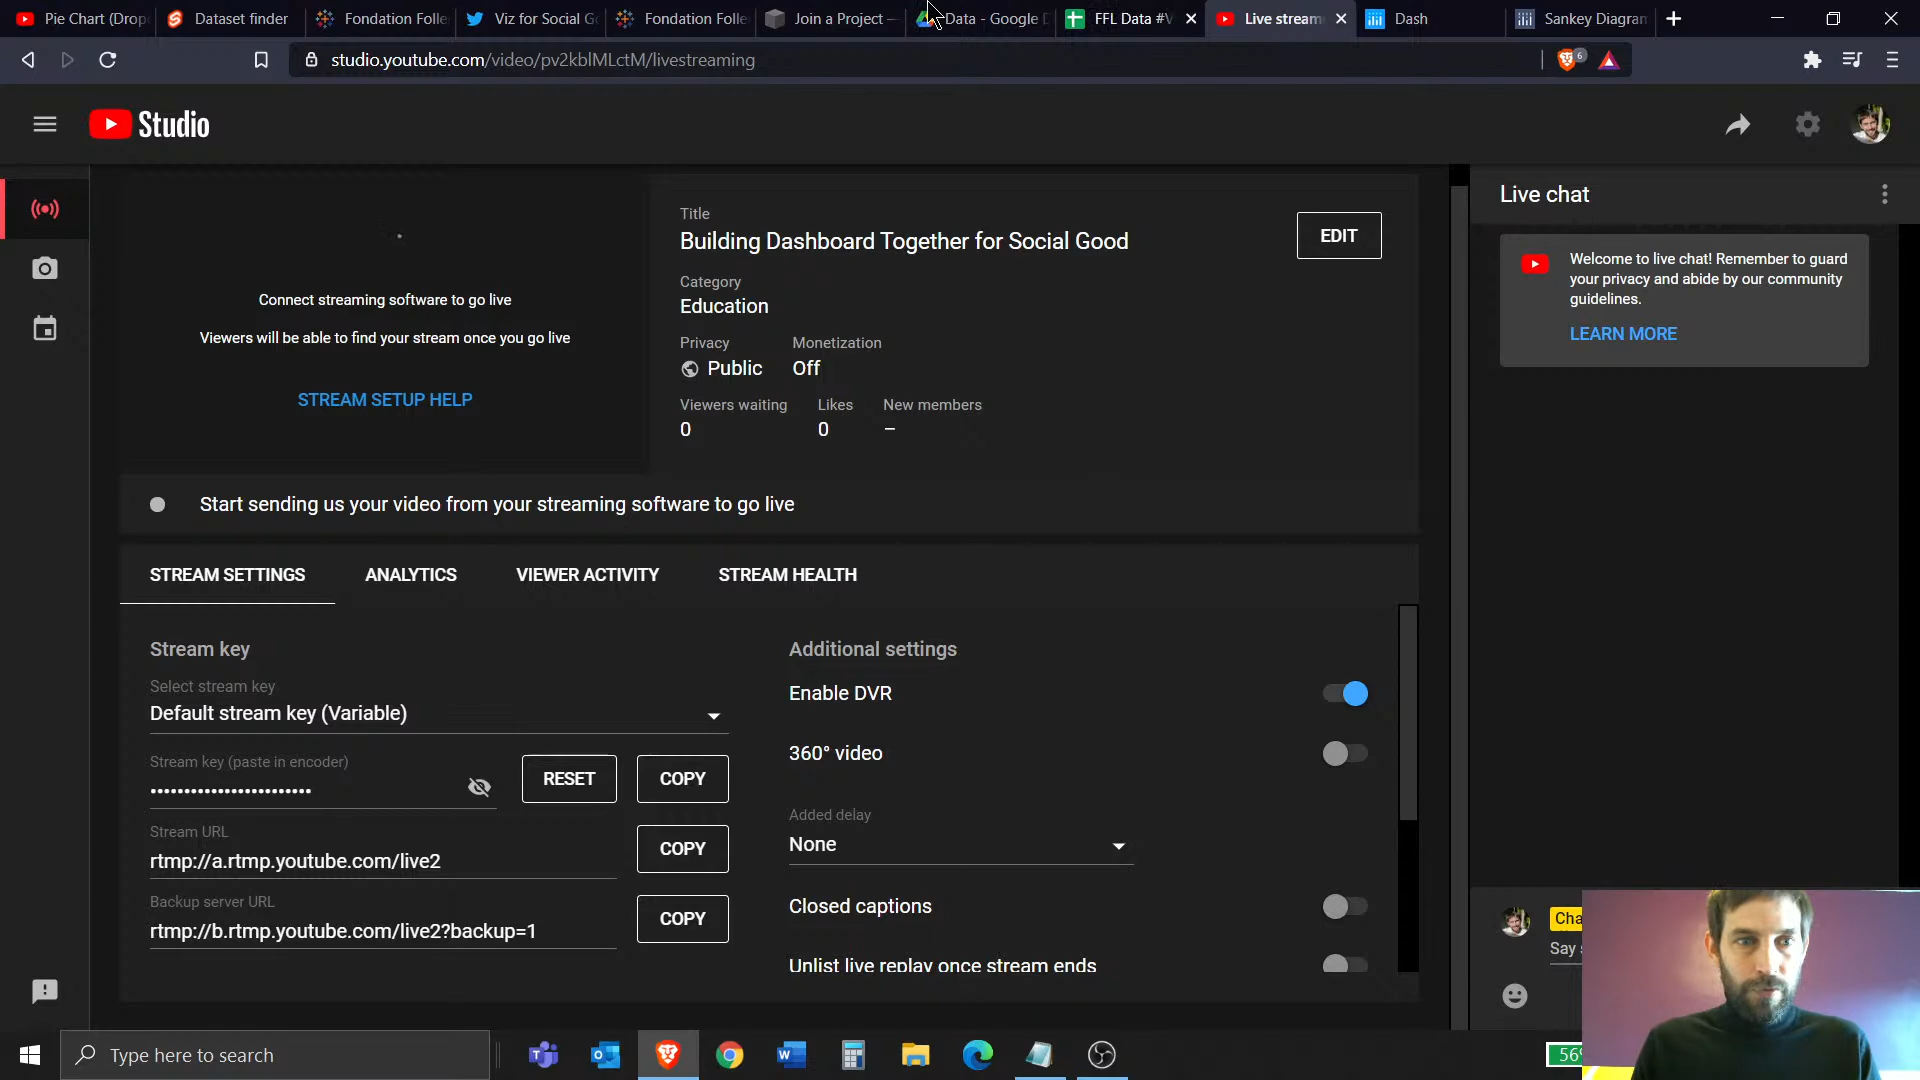 Pie Chart (Drop
Dataset finder
Fondation Folle
Viz for Social G
Fondation Folle
Join a Project —
Data - Google D
FFL Data #V
Live stream
Dash
Sankey Diagram
studio.youtube.com/video/pv2kblMLctM/livestreaming
6
Studio
Connect streaming software to go live
Viewers will be able to find your stream once you go live
STREAM SETUP HELP
Title
Building Dashboard Together for Social Good
EDIT
Category
Education
Privacy
Monetization
Public
Off
Viewers waiting
Likes
New members
0
0
–
Live chat
Welcome to live chat! Remember to guard
your privacy and abide by our community
guidelines.
LEARN MORE
Start sending us your video from your streaming software to go live
STREAM SETTINGS
ANALYTICS
VIEWER ACTIVITY
STREAM HEALTH
Stream key
Select stream key
Default stream key (Variable)
Stream key (paste in encoder)
••••••••••••••••••••••••
RESET
COPY
Stream URL
rtmp://a.rtmp.youtube.com/live2
COPY
Backup server URL
rtmp://b.rtmp.youtube.com/live2?backup=1
COPY
Additional settings
Enable DVR
360° video
Added delay
None
Closed captions
Unlist live replay once stream ends
Cha
Say
Type here to search
56%